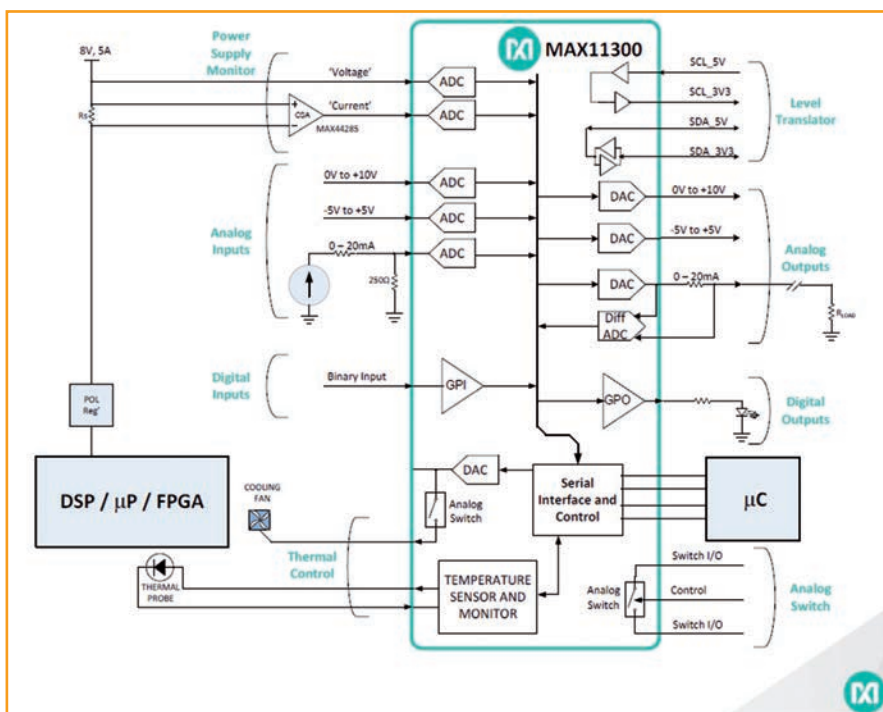 MAX11300
Power
Supply
Monitor
8V, 5A
'Voltage'
ADC
Rs
+
−
CSA
MAX44285
'Current'
ADC
SCL_5V
SCL_3V3
SDA_5V
SDA_3V3
Level
Translator
Analog
Inputs
0V to +10V
ADC
-5V to +5V
ADC
0 – 20mA
250Ω
ADC
DAC
0V to +10V
DAC
-5V to +5V
DAC
0 – 20mA
Diff
ADC
Analog
Outputs
RLOAD
Digital
Inputs
Binary Input
GPI
GPO
Digital
Outputs
POL
Reg'
DSP / µP / FPGA
COOLING
FAN
Thermal
Control
THERMAL
PROBE
DAC
Analog
Switch
Serial
Interface and
Control
µC
TEMPERATURE
SENSOR AND
MONITOR
Analog
Switch
Switch I/O
Control
Switch I/O
Analog
Switch